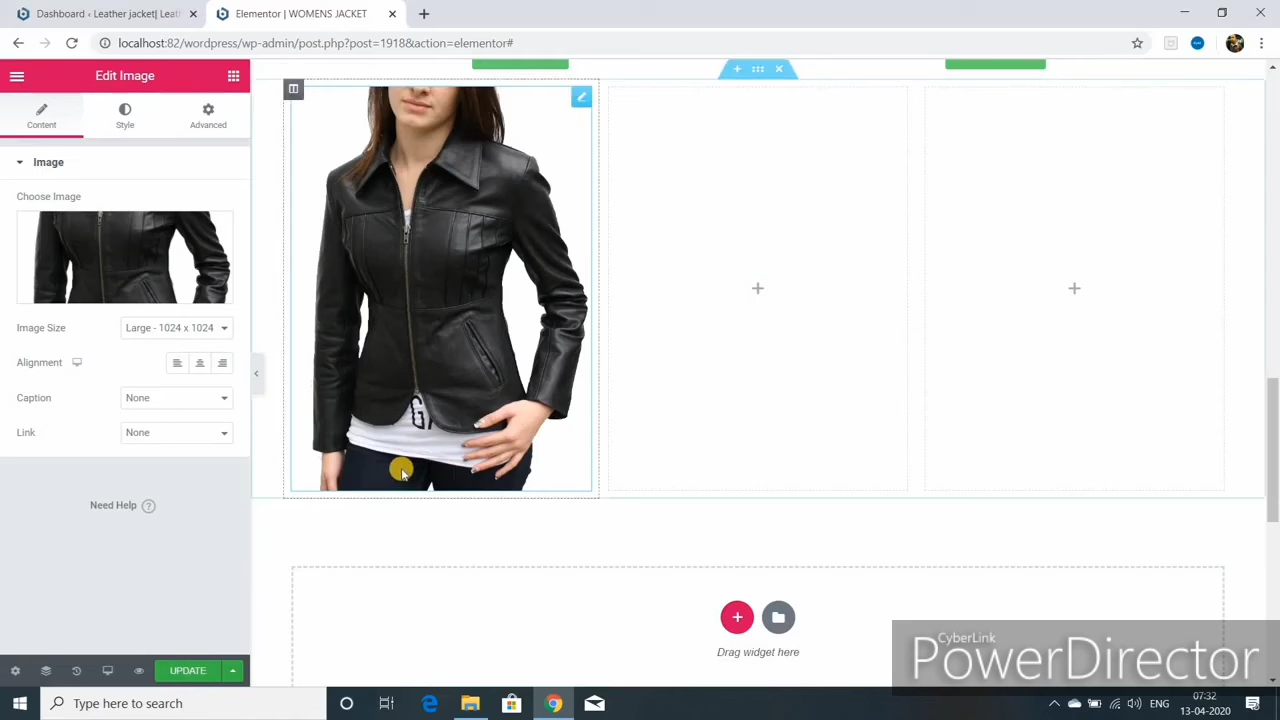 Dashboard ‹ Leather jacket| Leath
Elementor | WOMENS JACKET
localhost:82/wordpress/wp-admin/post.php?post=1918&action=elementor#
Edit Image
Content
Style
Advanced
Image
Choose Image
Image Size
Large - 1024 x 1024
Alignment
Caption
None
Link
None
Need Help
?
UPDATE
Drag widget here
CyberLink
PowerDirector
Type here to search
ENG
07:32
13-04-2020